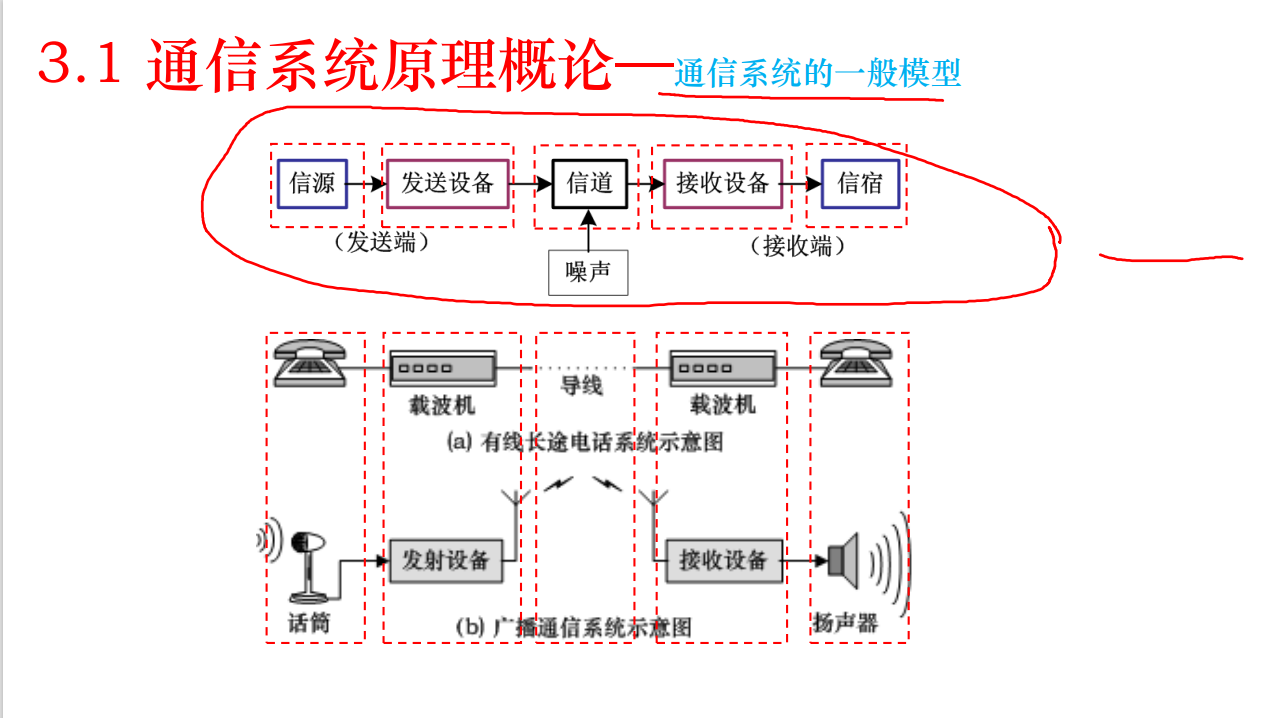 3.1 通信系统原理概论—通信系统的一般模型
信源 发送设备 信道 接收设备 信宿
（发送端） （接收端）
噪声
导线
载波机 载波机
(a) 有线长途电话系统示意图
发射设备 接收设备
话筒 扬声器
(b) 广播通信系统示意图